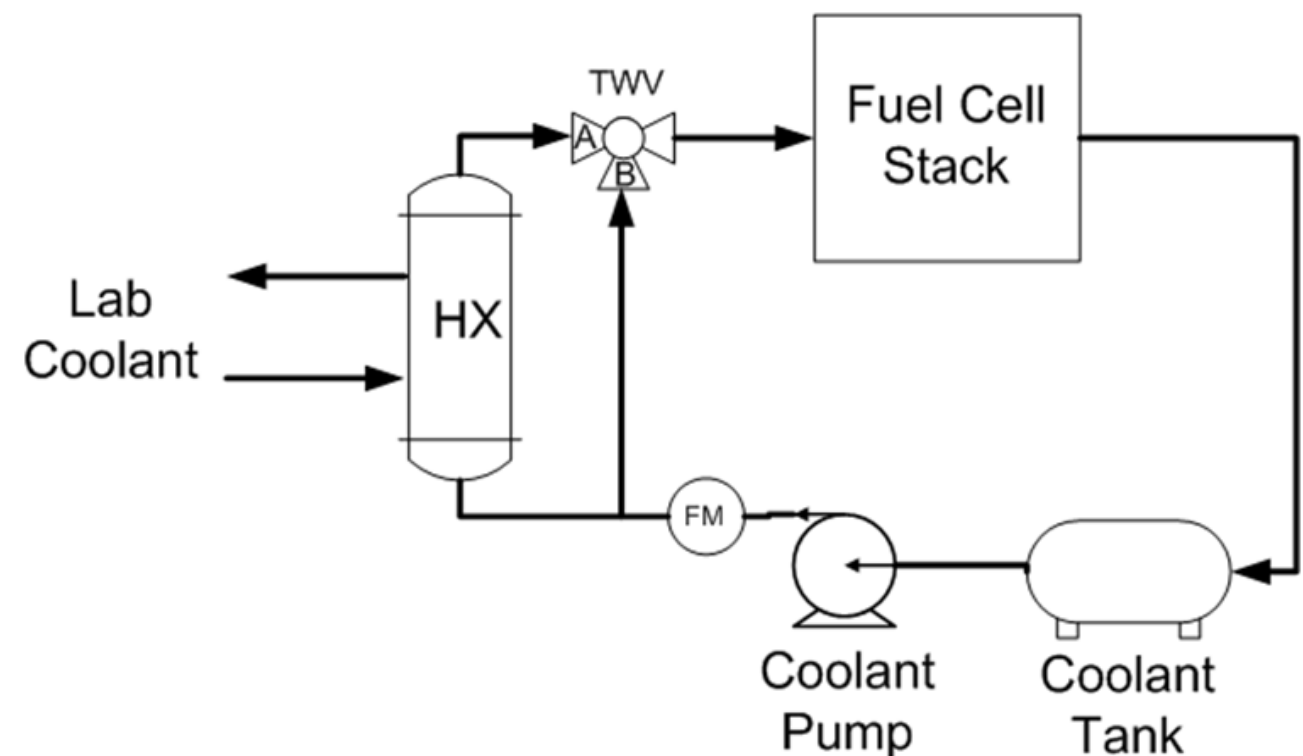 TWV
A
B
Fuel Cell
Stack
Lab
Coolant
HX
FM
Coolant
Pump
Coolant
Tank